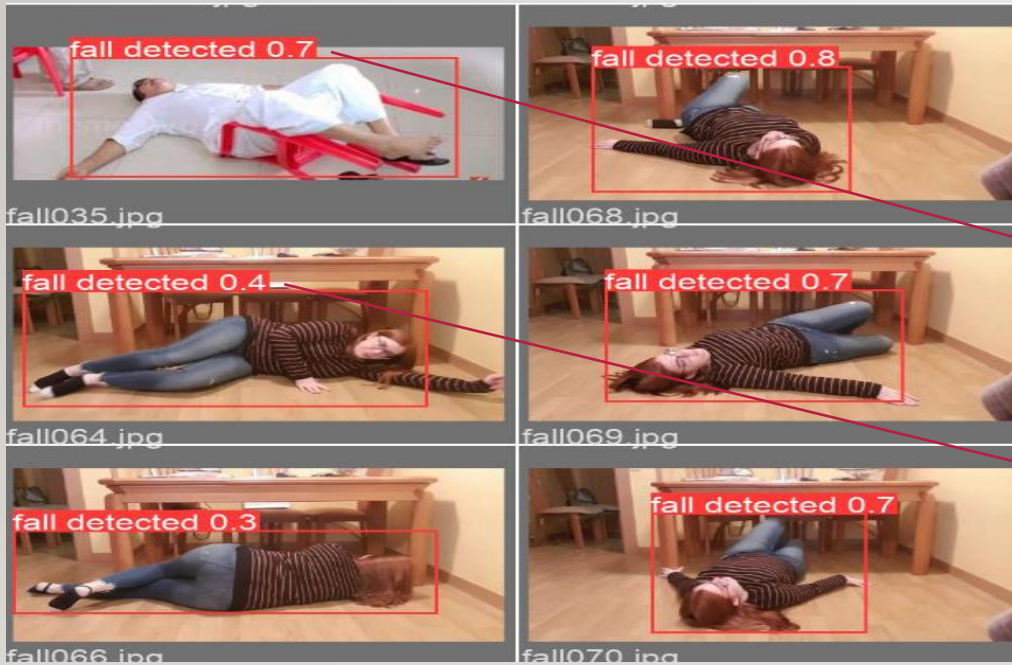 fall detected 0.7
fall035.jpg
fall detected 0.8
fall068.jpg
fall detected 0.4
fall064.jpg
fall detected 0.7
fall069.jpg
fall detected 0.3
fall066.jpg
fall detected 0.7
fall070.jpg